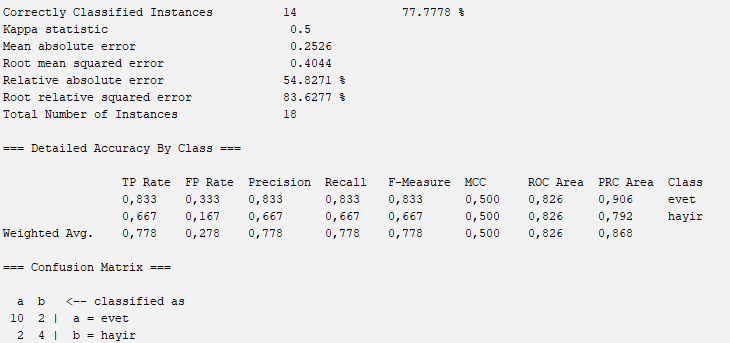 Correctly Classified Instances 14 77.7778 %
Kappa statistic 0.5
Mean absolute error 0.2526
Root mean squared error 0.4044
Relative absolute error 54.8271 %
Root relative squared error 83.6277 %
Total Number of Instances 18
=== Detailed Accuracy By Class ===
TP Rate FP Rate Precision Recall F-Measure MCC ROC Area PRC Area Class
0,833 0,333 0,833 0,833 0,833 0,500 0,826 0,906 evet
0,667 0,167 0,667 0,667 0,667 0,500 0,826 0,792 hayir
Weighted Avg. 0,778 0,278 0,778 0,778 0,778 0,500 0,826 0,868
=== Confusion Matrix ===
a b <-- classified as
10 2 | a = evet
2 4 | b = hayir